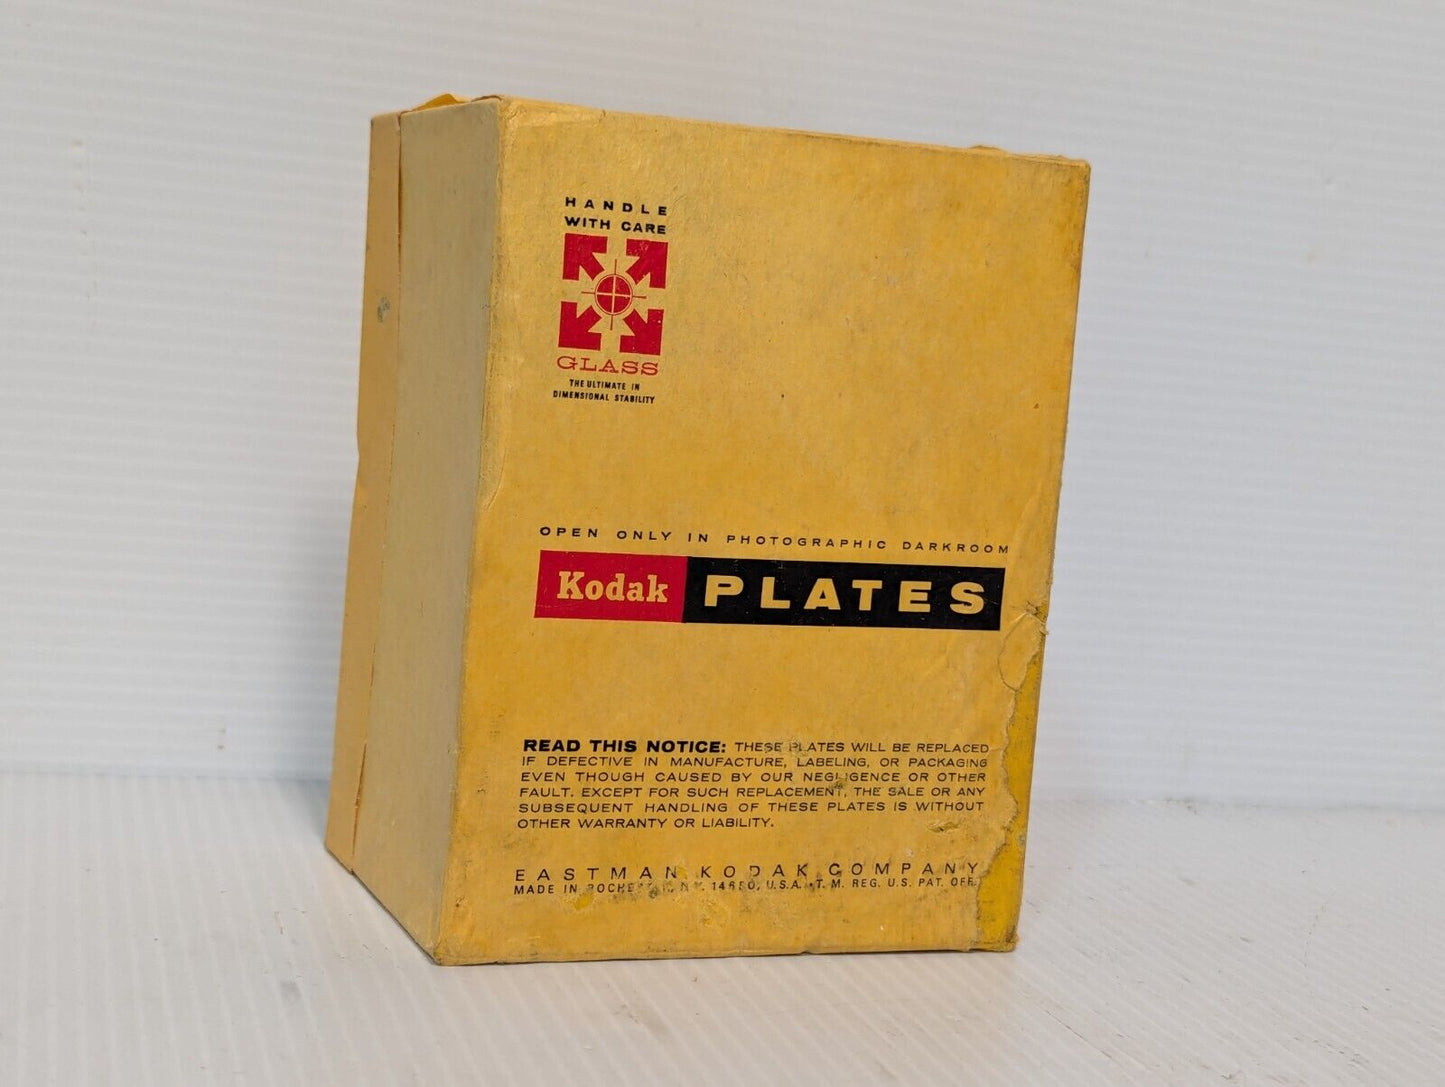 HANDLE
WITH CARE
GLASS
THE ULTIMATE IN
DIMENSIONAL STABILITY
OPEN ONLY IN PHOTOGRAPHIC DARKROOM
Kodak PLATES
READ THIS NOTICE: THESE PLATES WILL BE REPLACED
IF DEFECTIVE IN MANUFACTURE, LABELING, OR PACKAGING
EVEN THOUGH CAUSED BY OUR NEGLIGENCE OR OTHER
FAULT. EXCEPT FOR SUCH REPLACEMENT, THE SALE OR ANY
SUBSEQUENT HANDLING OF THESE PLATES IS WITHOUT
OTHER WARRANTY OR LIABILITY.
EASTMAN KODAK COMPANY
MADE IN U.S.A. • T. M. REG. U.S. PAT. OFF.